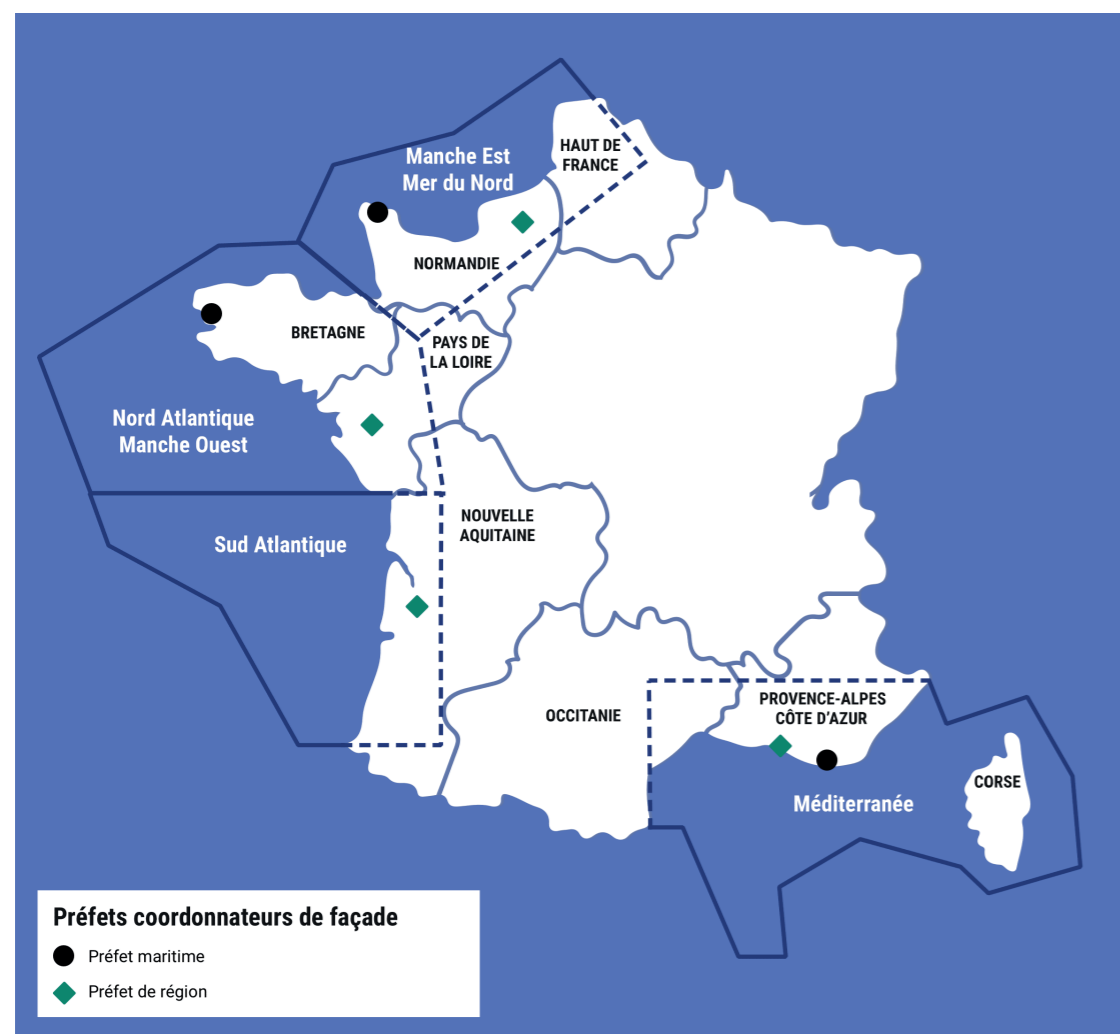 HAUT DE
FRANCE
Manche Est
Mer du Nord
NORMANDIE
BRETAGNE
PAYS DE
LA LOIRE
Nord Atlantique
Manche Ouest
NOUVELLE
AQUITAINE
Sud Atlantique
OCCITANIE
PROVENCE-ALPES
CÔTE D'AZUR
CORSE
Méditerranée
Préfets coordonnateurs de façade
Préfet maritime
Préfet de région